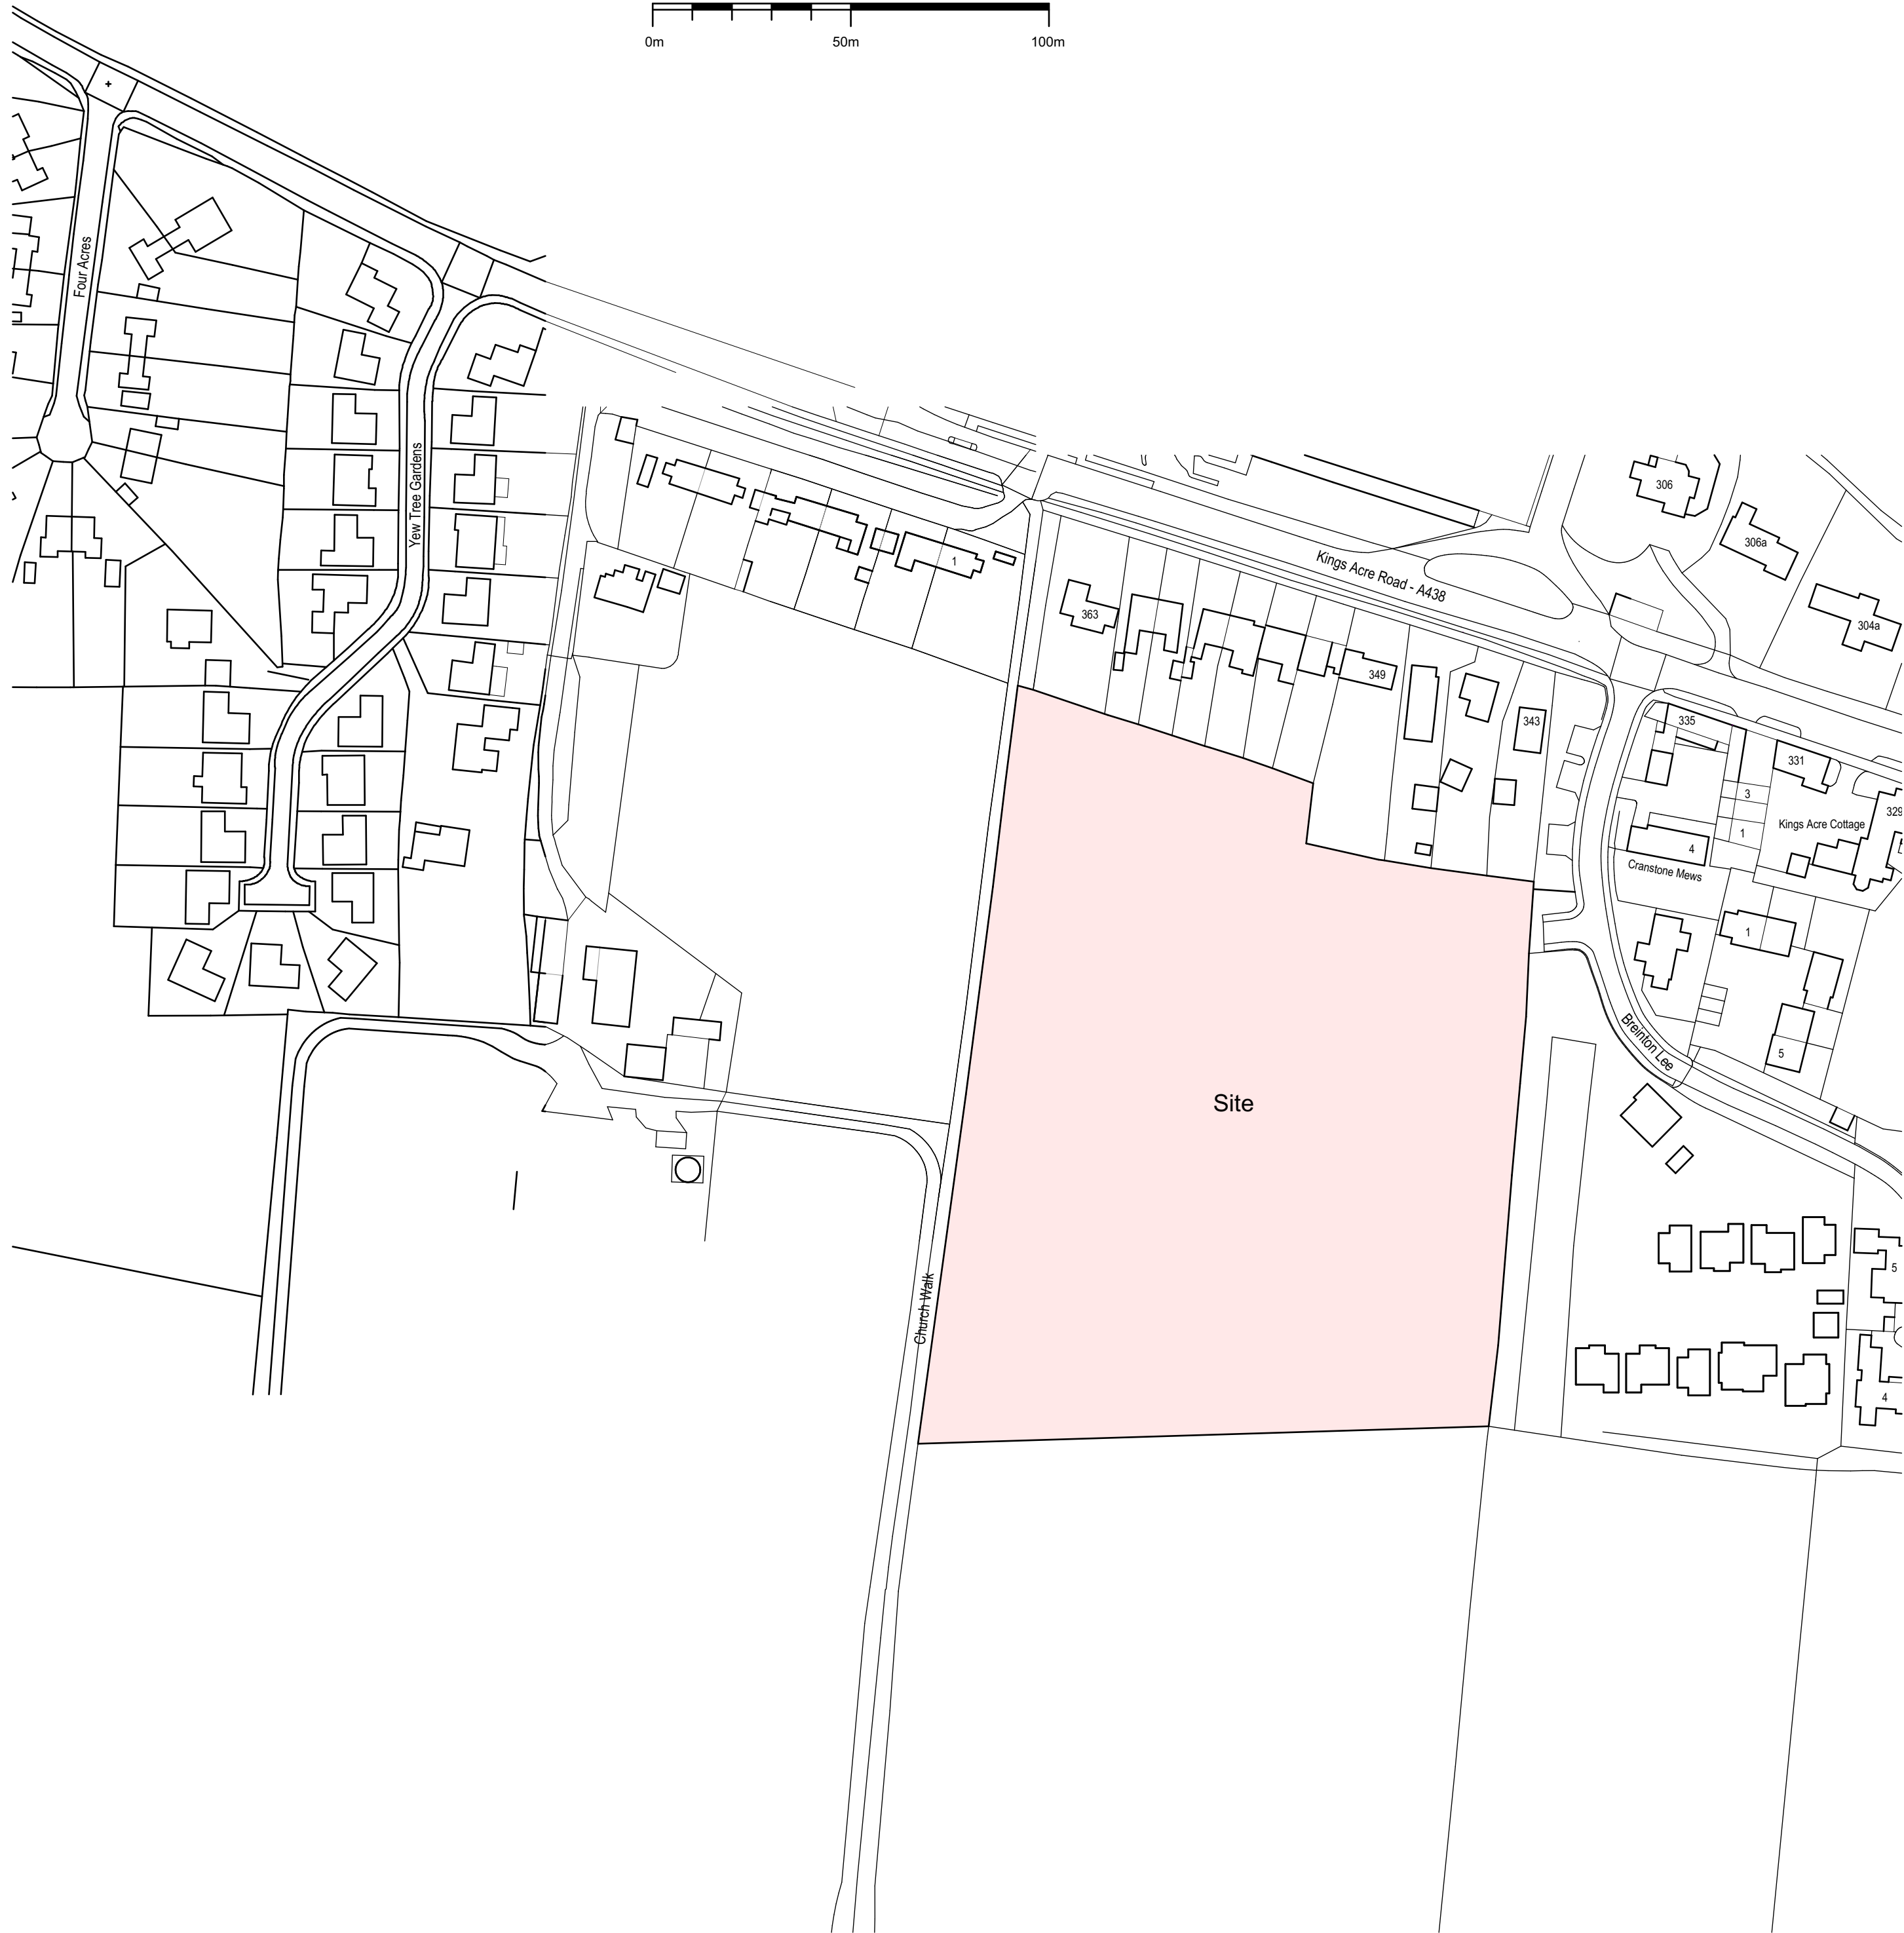 0m 50m 100m
Four Acres
Yew Tree Gardens
1
306
306a
304a
Kings Acre Road - A438
363
349
343
335
331
329
3
1
Kings Acre Cottage
4
Cranstone Mews
1
5
Breinton Lee
Site
Church Walk
5
4